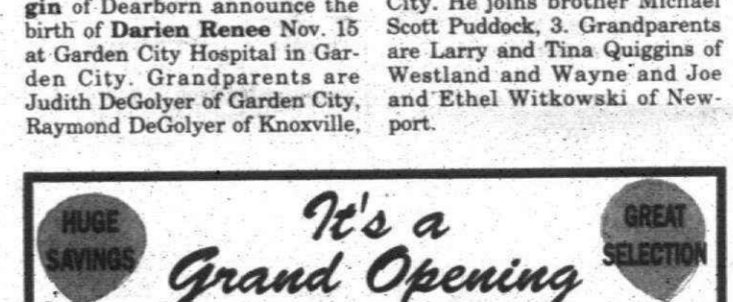 gin of Dearborn announce the
birth of Darien Renee Nov. 15
at Garden City Hospital in Gar-
den City. Grandparents are
Judith DeGolyer of Garden City,
Raymond DeGolyer of Knoxville,
City. He joins brother Michael
Scott Puddock, 3. Grandparents
are Larry and Tina Quiggins of
Westland and Wayne and Joe
and Ethel Witkowski of New-
port.
HUGE
SAVINGS
It's a
Grand Opening
GREAT
SELECTION